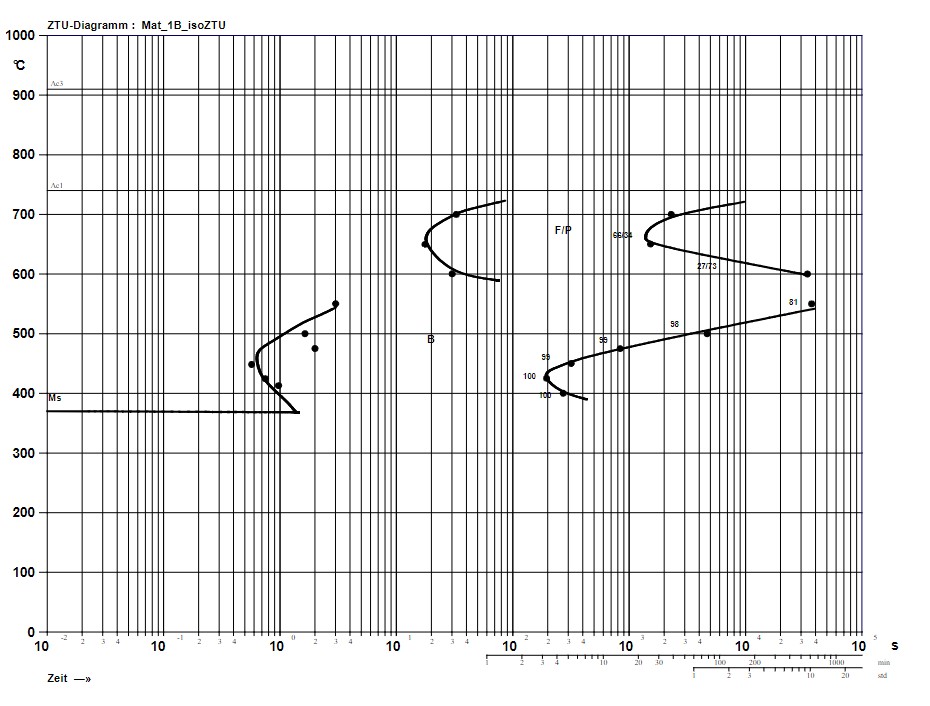 ZTU-Diagramm : Mat_1B_isoZTU
1000
°C
Ac3
900
800
Ac1
700
F/P
66/34
27/73
600
81
500
98
B
99
99
100
400
100
Ms
300
200
100
0
10 -2 2 3 4 10 -1 2 3 4 10 0 2 3 4 10 1 2 3 4 10 2 2 3 4 10 3 2 3 4 10 4 2 3 4 10 5 s
1 2 3 4 10 20 30 100 200 1000 min
1 2 3 10 20 std
Zeit —»